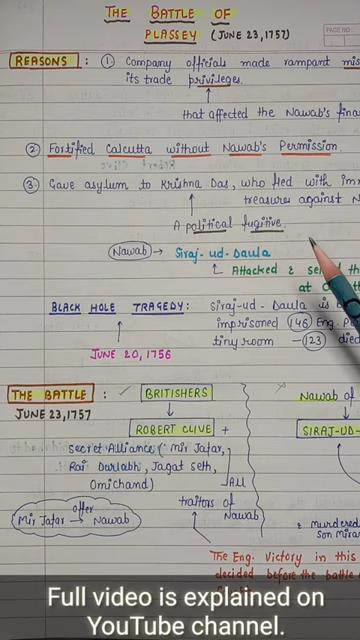 THE BATTLE OF
PLASSEY (JUNE 23, 1757)
PAGE NO.
REASONS: ① Company officials made rampant mis
its trade privileges.
that affected the Nawab's fina
② Fortified Calcutta without Nawab's Permission.
③ Gave asylum to Krishna Das, who fled with
treasures against N
A political fugitive.
Nawab → Siraj-ud-Daula
Attacked &
at
BLACK HOLE TRAGEDY: Siraj-ud-Daula is
imprisoned 146 Eng.
tiny room - 123 died
JUNE 20, 1756
THE BATTLE:
JUNE 23, 1757
BRITISHERS
ROBERT CLIVE +
Secret Alliance (Mir Jafar,
Rai Durlabh, Jagat Seth,
Omichand)
All
traitors of
Nawab
Mir Jafar offer → Nawab
Nawab of
SIRAJ-UD-
& murdered
son Miran
The Eng. Victory in this
decided before the battle
Full video is explained on
YouTube channel.